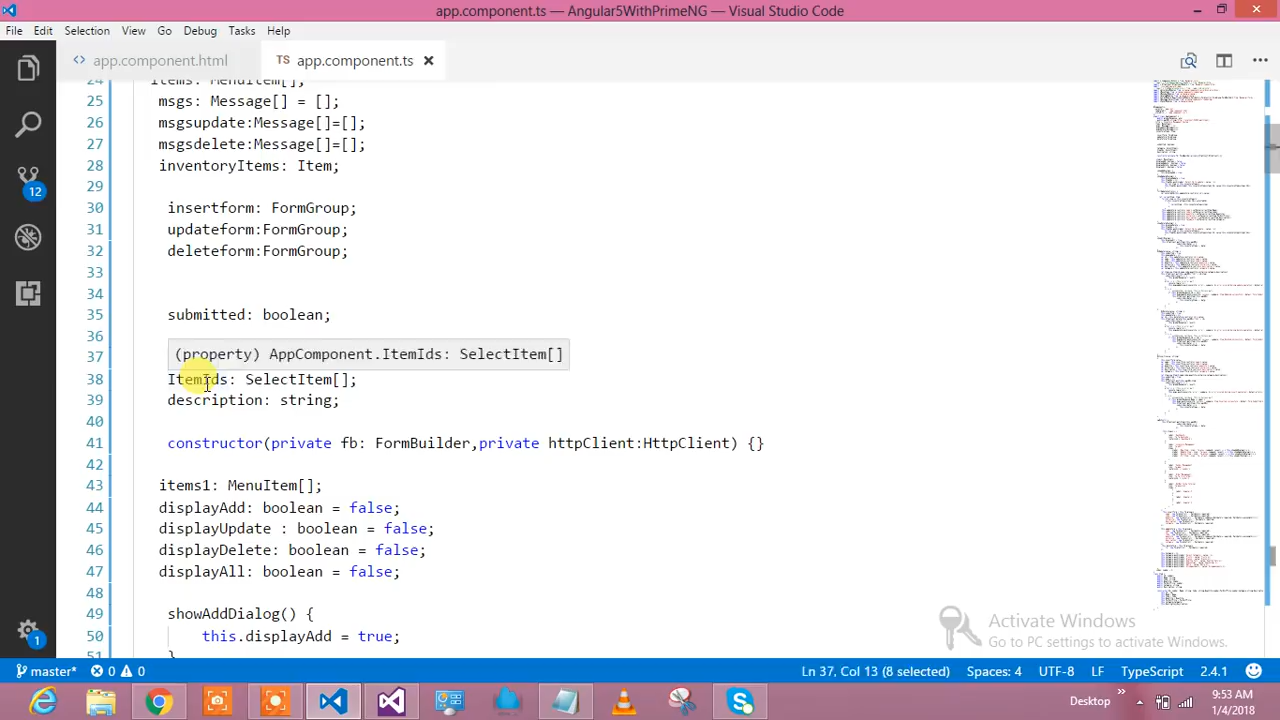 app.component.ts — Angular5WithPrimeNG — Visual Studio Code
File Edit Selection View Go Debug Tasks Help
app.component.html
TS app.component.ts
24 items: MenuItem[];
25 msgs: Message[] = [];
26 msgsupdate:Message[]=[];
27 msgsdelete:Message[]=[];
28 inventoryItems: Item;
29
30 insertform: FormGroup;
31 updateform:FormGroup;
32 deleteform:FormGroup;
33
34
35 submitted: boolean;
36
37
(property) AppComponent.ItemIds: SelectItem[]
38 ItemIds: SelectItem[];
39 description: string;
40
41 constructor(private fb: FormBuilder,private httpClient:HttpClient) {}
42
43 items1: MenuItem[];
44 displayAdd: boolean = false;
45 displayUpdate : boolean = false;
46 displayDelete: boolean = false;
47 displayAll: boolean = false;
48
49 showAddDialog() {
50 this.displayAdd = true;
51 }
12
1
Activate Windows
Go to PC settings to activate Windows.
master* 0 0 Ln 37, Col 13 (8 selected) Spaces: 4 UTF-8 LF TypeScript 2.4.1
Desktop
9:53 AM
1/4/2018